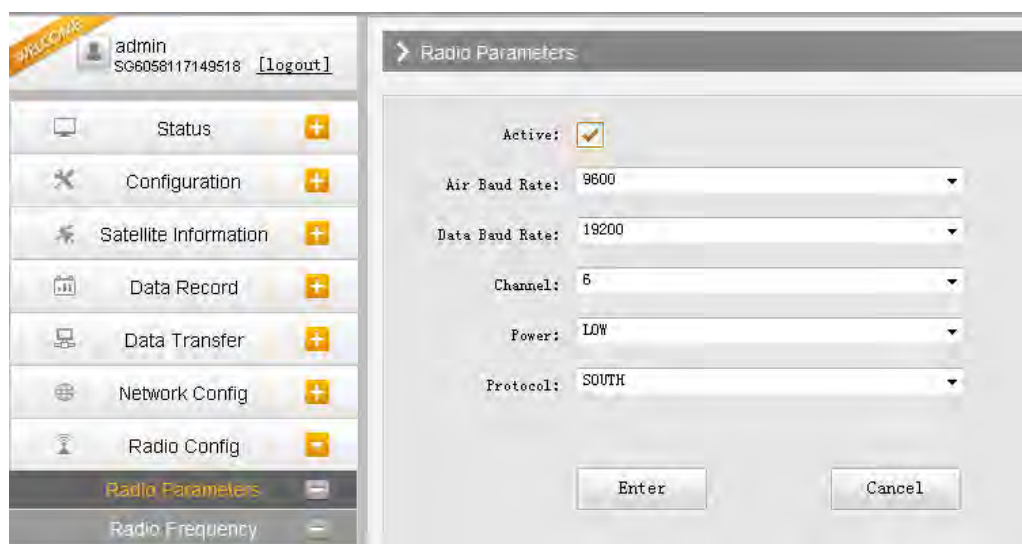 WELCOME
admin
SG6058117149518 [logout]
Status
Configuration
Satellite Information
Data Record
Data Transfer
Network Config
Radio Config
Radio Parameters
Radio Frequency
Radio Parameters
Active:
Air Baud Rate: 9600
Data Baud Rate: 19200
Channel: 6
Power: LOW
Protocol: SOUTH
Enter Cancel